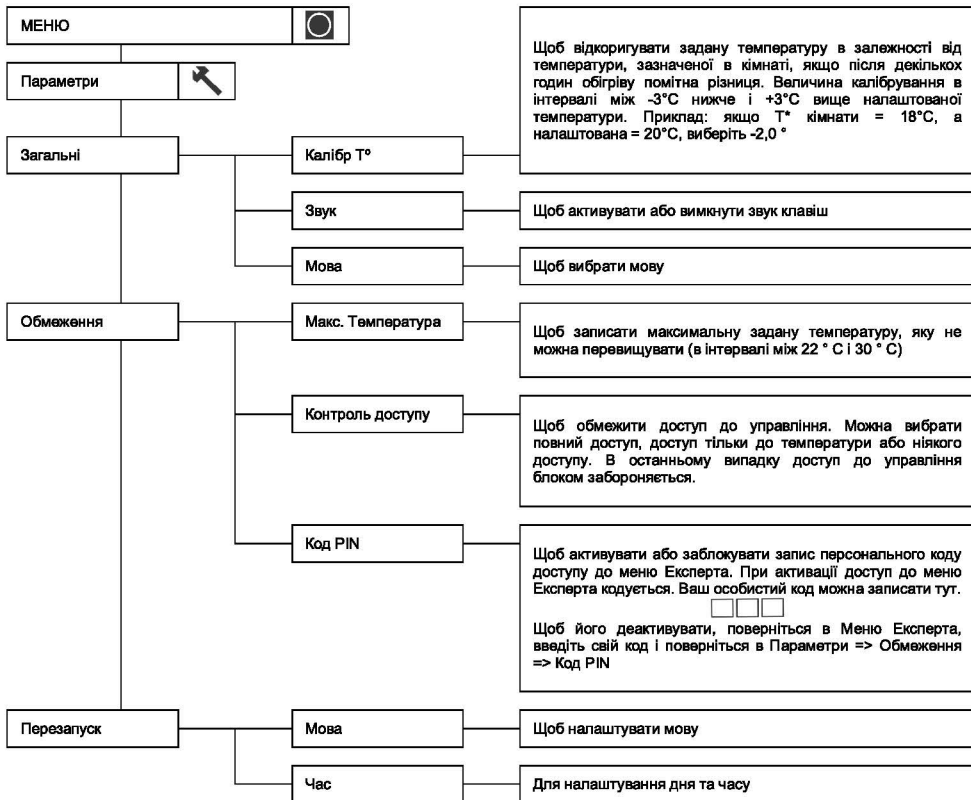 МЕНЮ
Параметри
Загальні
Калібр Tº
Щоб відкоригувати задану температуру в залежності від
температури, зазначеної в кімнаті, якщо після декількох
годин обігріву помітна різниця. Величина калібрування в
інтервалі між -3°C нижче і +3°C вище налаштованої
температури. Приклад: якщо T* кімнати = 18°C, а
налаштована = 20°C, виберіть -2,0 °
Звук
Щоб активувати або вимкнути звук клавіш
Мова
Щоб вибрати мову
Обмеження
Макс. Температура
Щоб записати максимальну задану температуру, яку не
можна перевищувати (в інтервалі між 22 ° C і 30 ° C)
Контроль доступу
Щоб обмежити доступ до управління. Можна вибрати
повний доступ, доступ тільки до температури або ніякого
доступу. В останньому випадку доступ до управління
блоком забороняється.
Код PIN
Щоб активувати або заблокувати запис персонального коду
доступу до меню Експерта. При активації доступ до меню
Експерта кодується. Ваш особистий код можна записати тут.
Щоб його деактивувати, поверніться в Меню Експерта,
введіть свій код і поверніться в Параметри => Обмеження
=> Код PIN
Перезапуск
Мова
Щоб налаштувати мову
Час
Для налаштування дня та часу